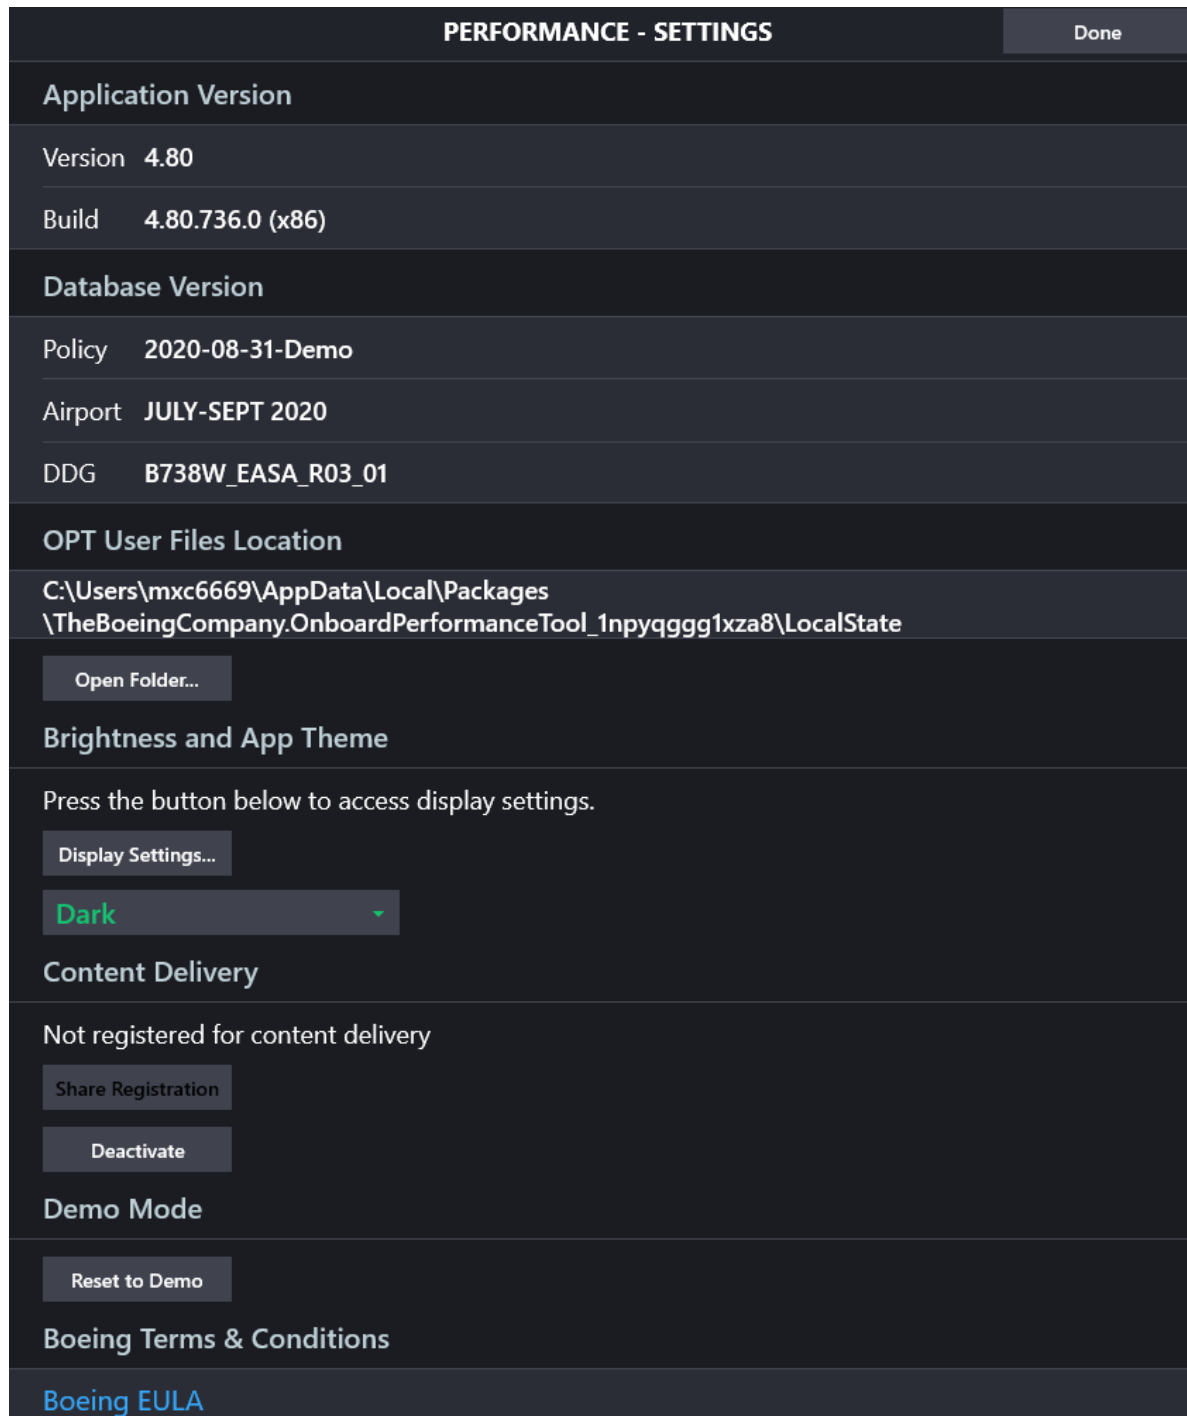 PERFORMANCE - SETTINGS
Done
Application Version
Version 4.80
Build 4.80.736.0 (x86)
Database Version
Policy 2020-08-31-Demo
Airport JULY-SEPT 2020
DDG B738W_EASA_R03_01
OPT User Files Location
C:\Users\mxc6669\AppData\Local\Packages
\TheBoeingCompany.OnboardPerformanceTool_1npyqggg1xza8\LocalState
Open Folder...
Brightness and App Theme
Press the button below to access display settings.
Display Settings...
Dark
Content Delivery
Not registered for content delivery
Share Registration
Deactivate
Demo Mode
Reset to Demo
Boeing Terms & Conditions
Boeing EULA